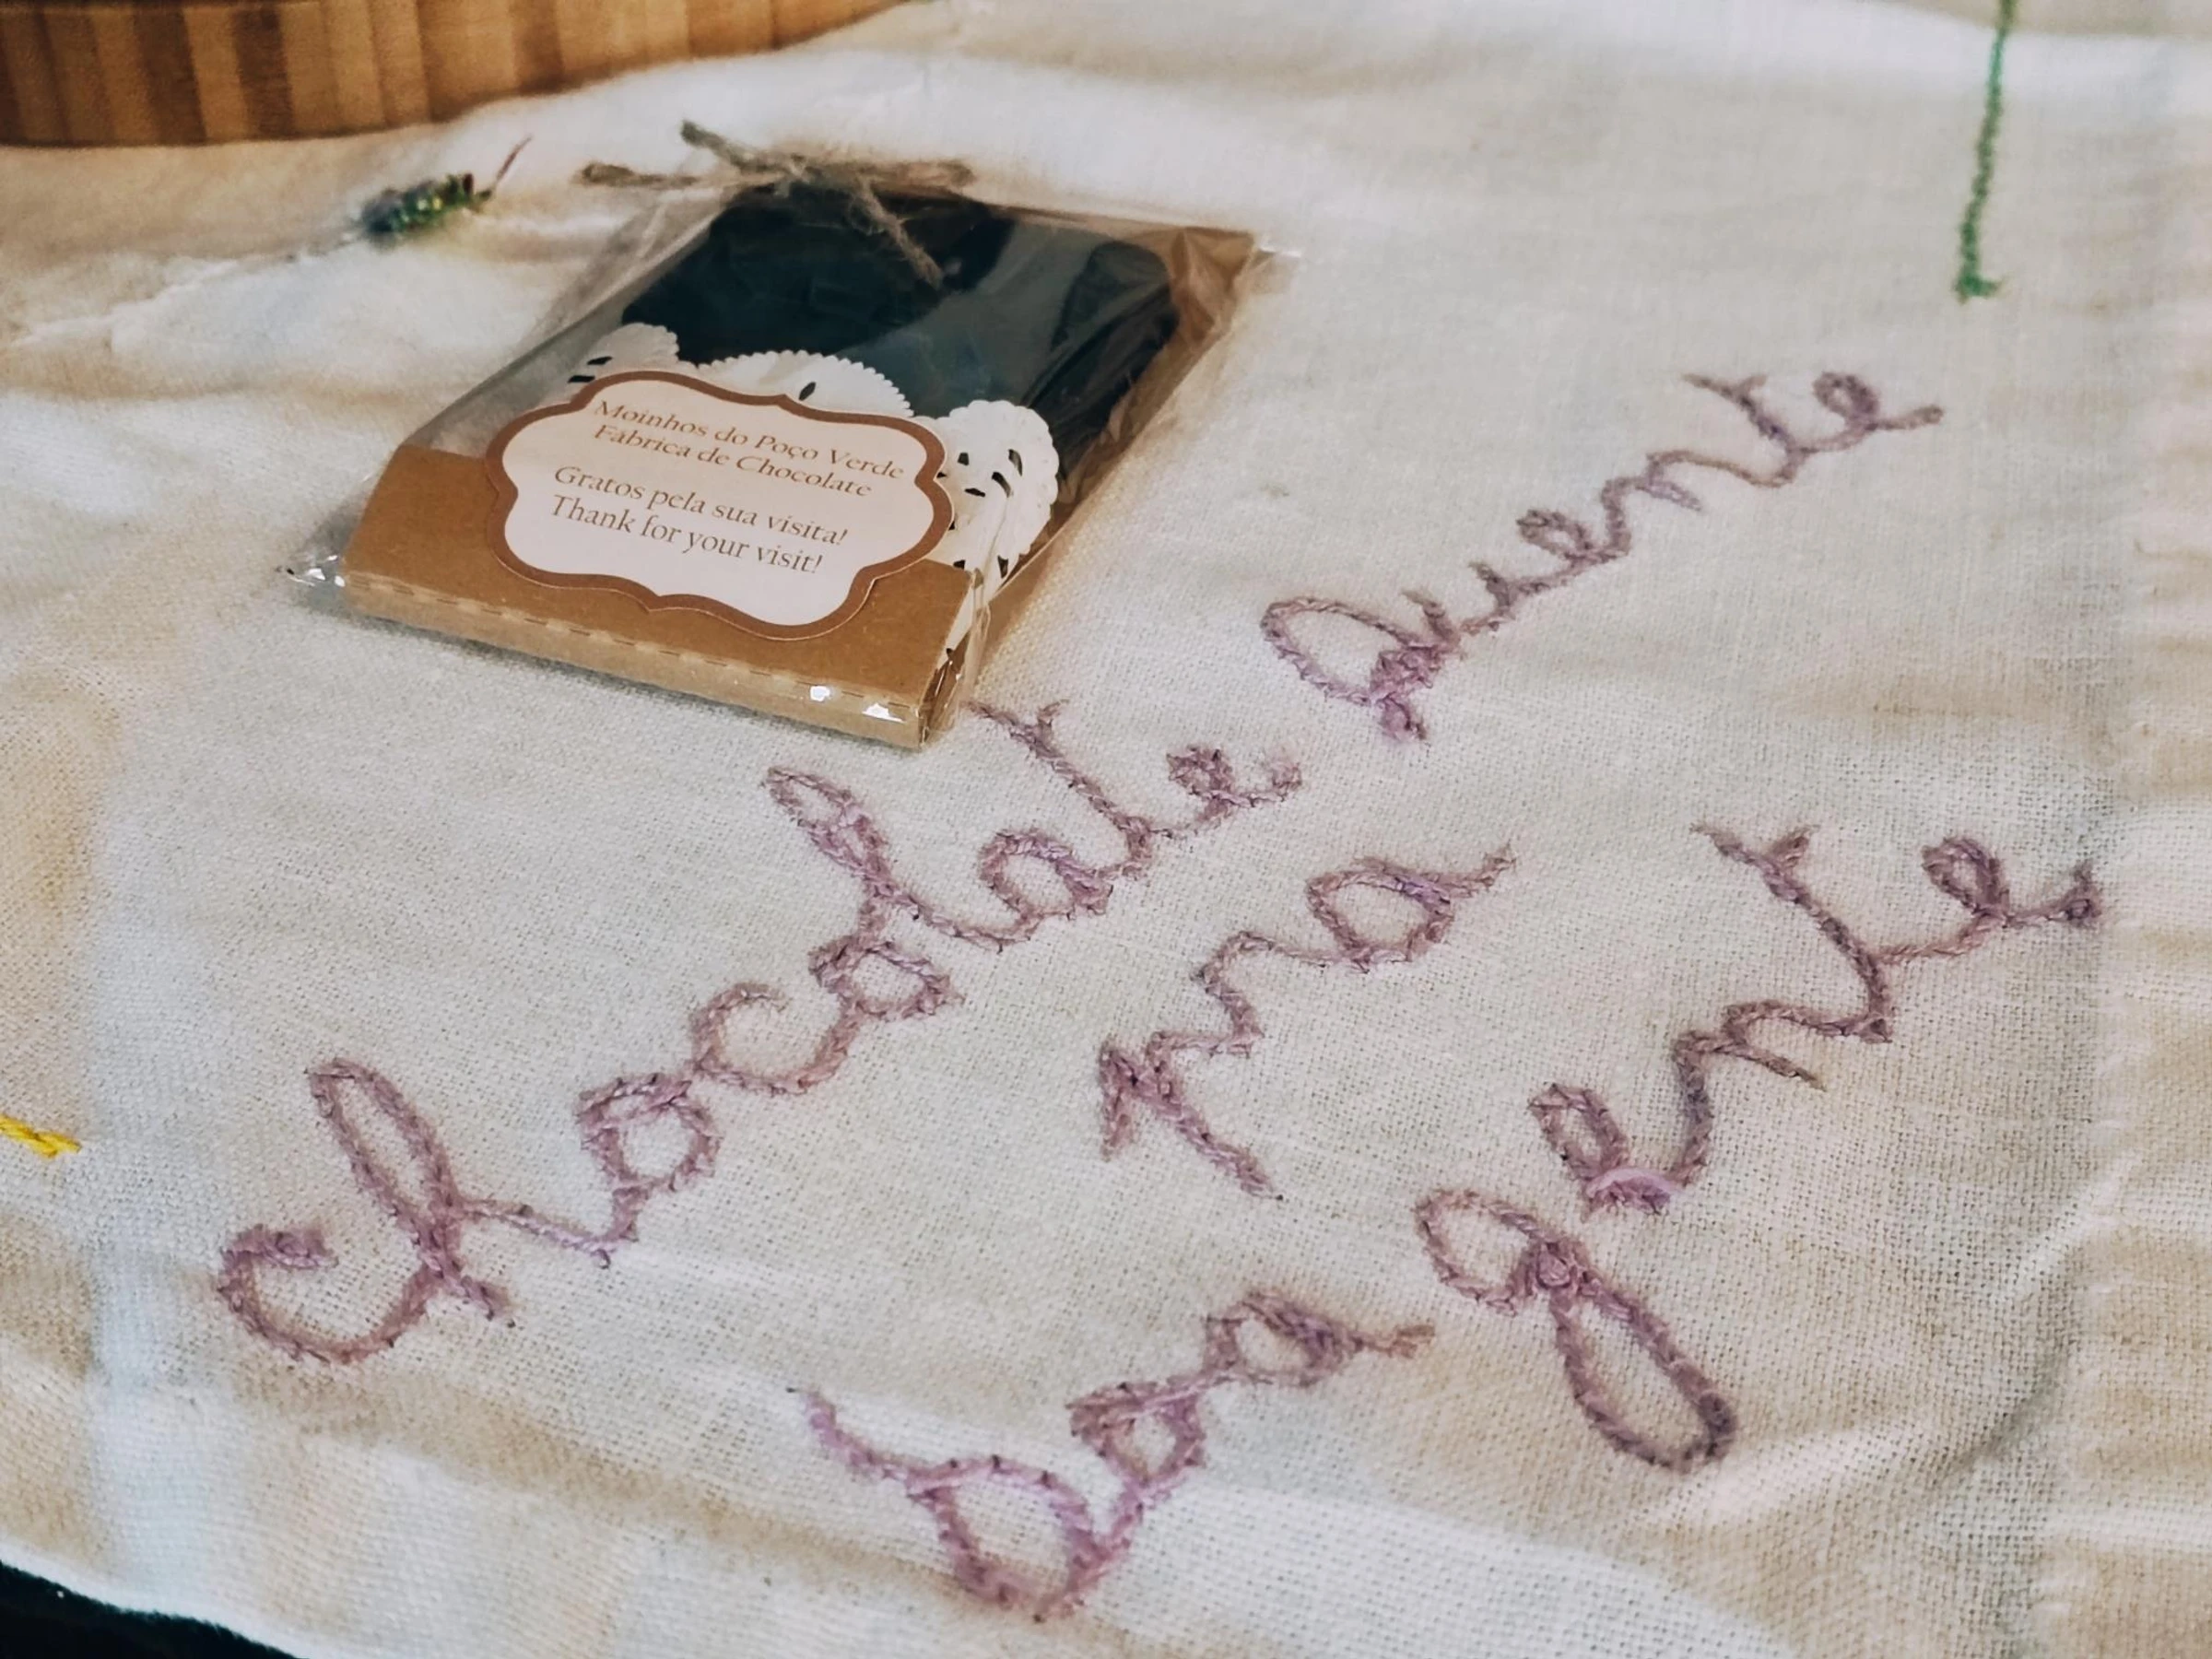 Moinhos do Poço Verde
Fábrica de Chocolate
Gratos pela sua visita!
Thank for your visit!
Chocolate quente
na
boa gente